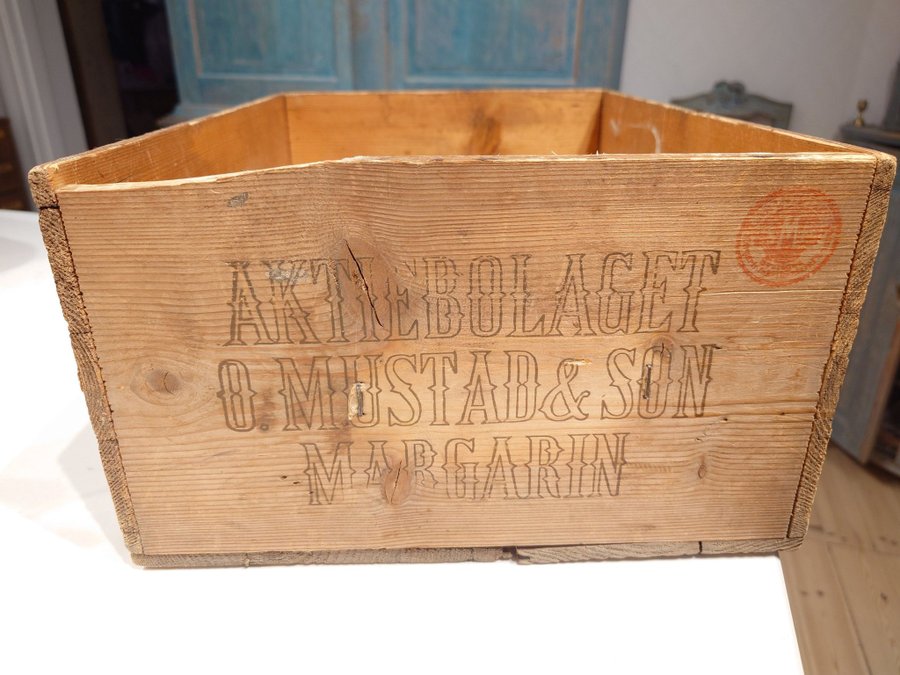 AKTIEBOLAGET
O. MUSTAD & SON
MARGARIN